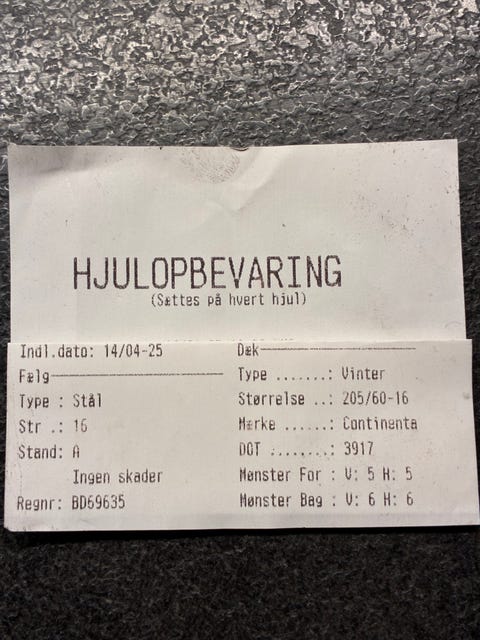 HJULOPBEVARING
(Sættes på hvert hjul)
Indl.dato: 14/04-25
Fælg
Type : Stål
Str .: 16
Stand: A
Ingen skader
Regnr: BD69635
Dæk
Type ......: Vinter
Størrelse ..: 205/60-16
Mærke ......: Continenta
DOT ........: 3917
Mønster For : V: 5 H: 5
Mønster Bag : V: 6 H: 6